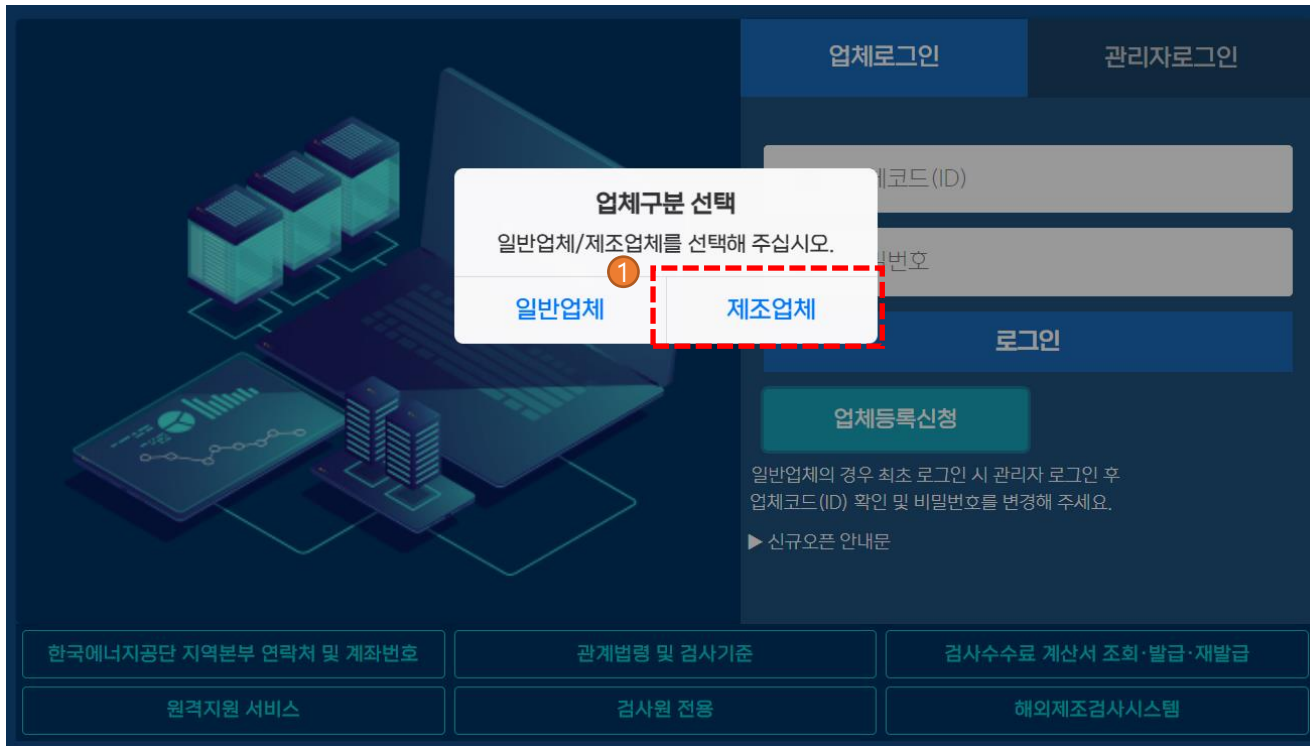 업체로그인
관리자로그인
체코드(ID)
업체구분 선택
일반업체/제조업체를 선택해 주십시오.
번호
1
일반업체
제조업체
로그인
업체등록신청
일반업체의 경우 최초 로그인 시 관리자 로그인 후
업체코드(ID) 확인 및 비밀번호를 변경해 주세요.
▶ 신규오픈 안내문
한국에너지공단 지역본부 연락처 및 계좌번호
관계법령 및 검사기준
검사수수료 계산서 조회·발급·재발급
원격지원 서비스
검사원 전용
해외제조검사시스템